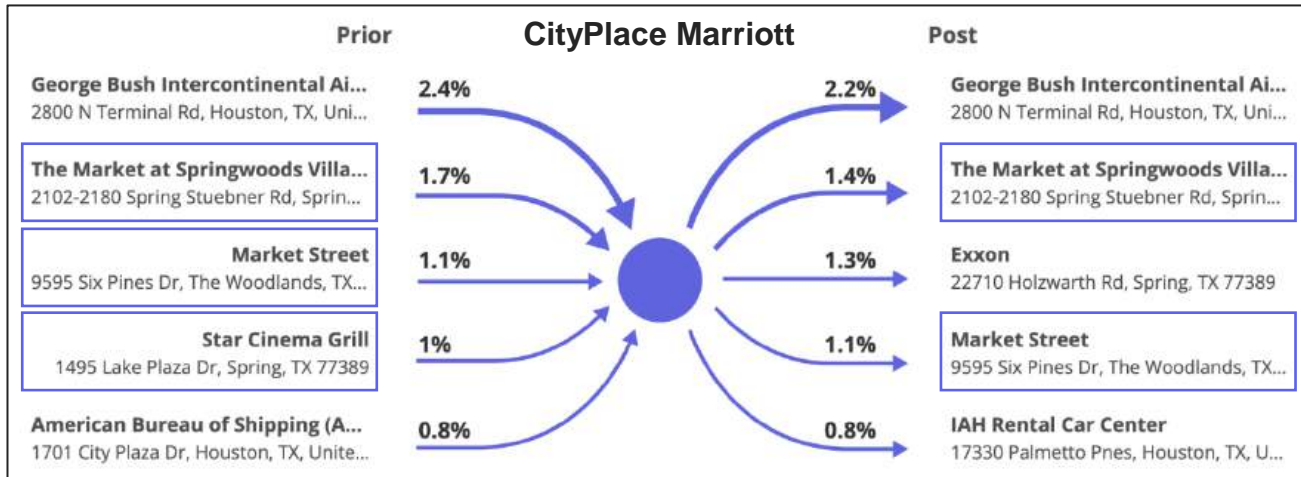 Prior
CityPlace Marriott
Post
George Bush Intercontinental Ai...
2800 N Terminal Rd, Houston, TX, Uni...
2.4%
The Market at Springwoods Villa...
2102-2180 Spring Stuebner Rd, Sprin...
1.7%
Market Street
9595 Six Pines Dr, The Woodlands, TX...
1.1%
Star Cinema Grill
1495 Lake Plaza Dr, Spring, TX 77389
1%
American Bureau of Shipping (A...
1701 City Plaza Dr, Houston, TX, Unite...
0.8%
2.2%
George Bush Intercontinental Ai...
2800 N Terminal Rd, Houston, TX, Uni...
1.4%
The Market at Springwoods Villa...
2102-2180 Spring Stuebner Rd, Sprin...
1.3%
Exxon
22710 Holzwarth Rd, Spring, TX 77389
1.1%
Market Street
9595 Six Pines Dr, The Woodlands, TX...
0.8%
IAH Rental Car Center
17330 Palmetto Pnes, Houston, TX, U...